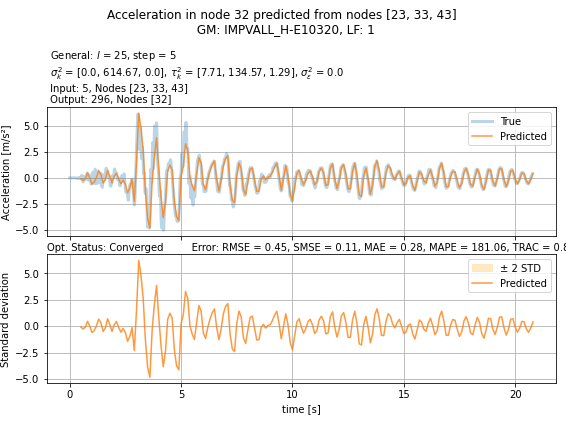 Acceleration in node 32 predicted from nodes [23, 33, 43]
GM: IMPVALL_H-E10320, LF: 1
General: l = 25, step = 5
σ²ₖ = [0.0, 614.67, 0.0], τ²ₖ = [7.71, 134.57, 1.29], σ²ε = 0.0
Input: 5, Nodes [23, 33, 43]
Output: 296, Nodes [32]
True
Predicted
Acceleration [m/s²]
5.0
2.5
0.0
−2.5
−5.0
Opt. Status: Converged Error: RMSE = 0.45, SMSE = 0.11, MAE = 0.28, MAPE = 181.06, TRAC = 0.8
± 2 STD
Predicted
Standard deviation
5.0
2.5
0.0
−2.5
−5.0
0 5 10 15 20
time [s]